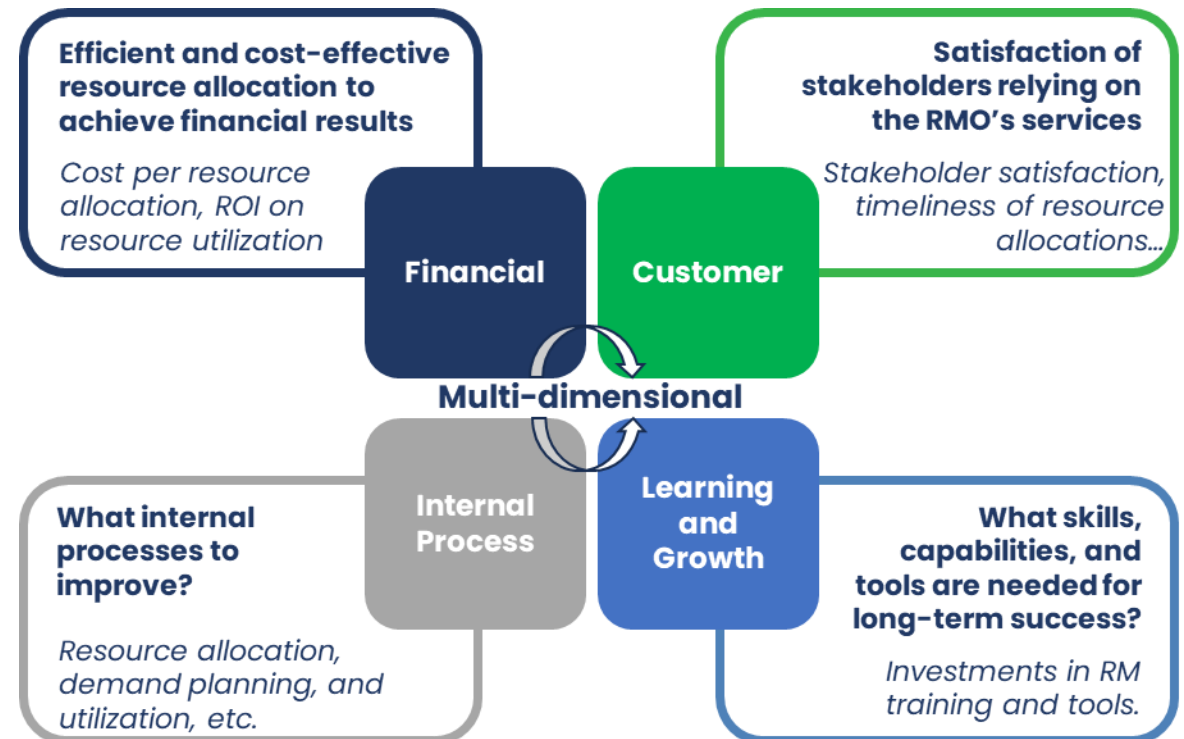 Efficient and cost-effective
resource allocation to
achieve financial results
Cost per resource
allocation, ROI on
resource utilization
Satisfaction of
stakeholders relying on
the RMO's services
Stakeholder satisfaction,
timeliness of resource
allocations...
Financial
Customer
Multi-dimensional
Internal
Process
Learning
and
Growth
What internal
processes to
improve?
Resource allocation,
demand planning, and
utilization, etc.
What skills,
capabilities, and
tools are needed for
long-term success?
Investments in RM
training and tools.